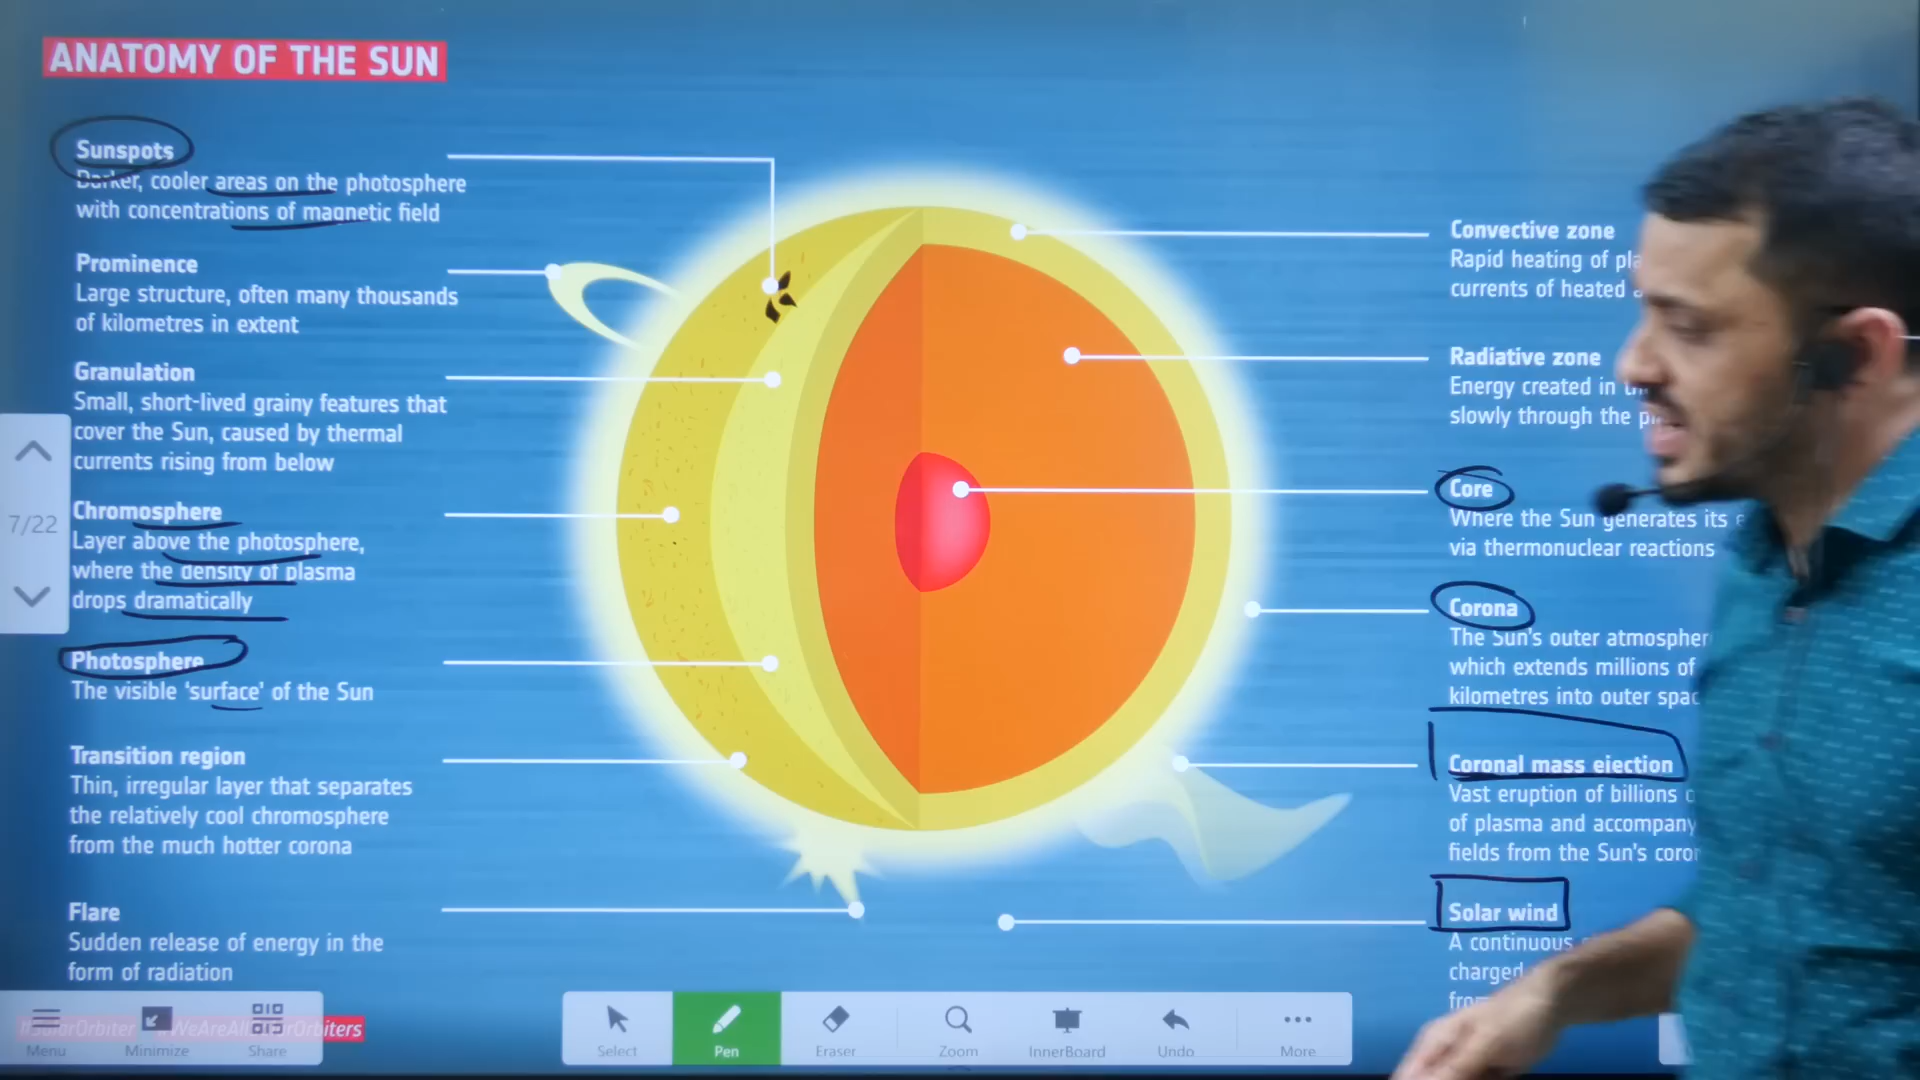 ANATOMY OF THE SUN
Sunspots
Darker, cooler areas on the photosphere
with concentrations of magnetic field
Prominence
Large structure, often many thousands
of kilometres in extent
Granulation
Small, short-lived grainy features that
cover the Sun, caused by thermal
currents rising from below
Chromosphere
Layer above the photosphere,
where the density of plasma
drops dramatically
Photosphere
The visible 'surface' of the Sun
Transition region
Thin, irregular layer that separates
the relatively cool chromosphere
from the much hotter corona
Flare
Sudden release of energy in the
form of radiation
Convective zone
Rapid heating of
currents of heated
Radiative zone
Energy created in
slowly through the
Core
Where the Sun generates its
via thermonuclear reactions
Corona
The Sun's outer
which extends millions of
kilometres into outer
Coronal mass ejection
Vast eruption of billions
of plasma and
fields from the Sun's
Solar wind
A continuous
charged
7/22
Menu
Minimize
Share
Select
Pen
Eraser
Zoom
InnerBoard
Undo
More